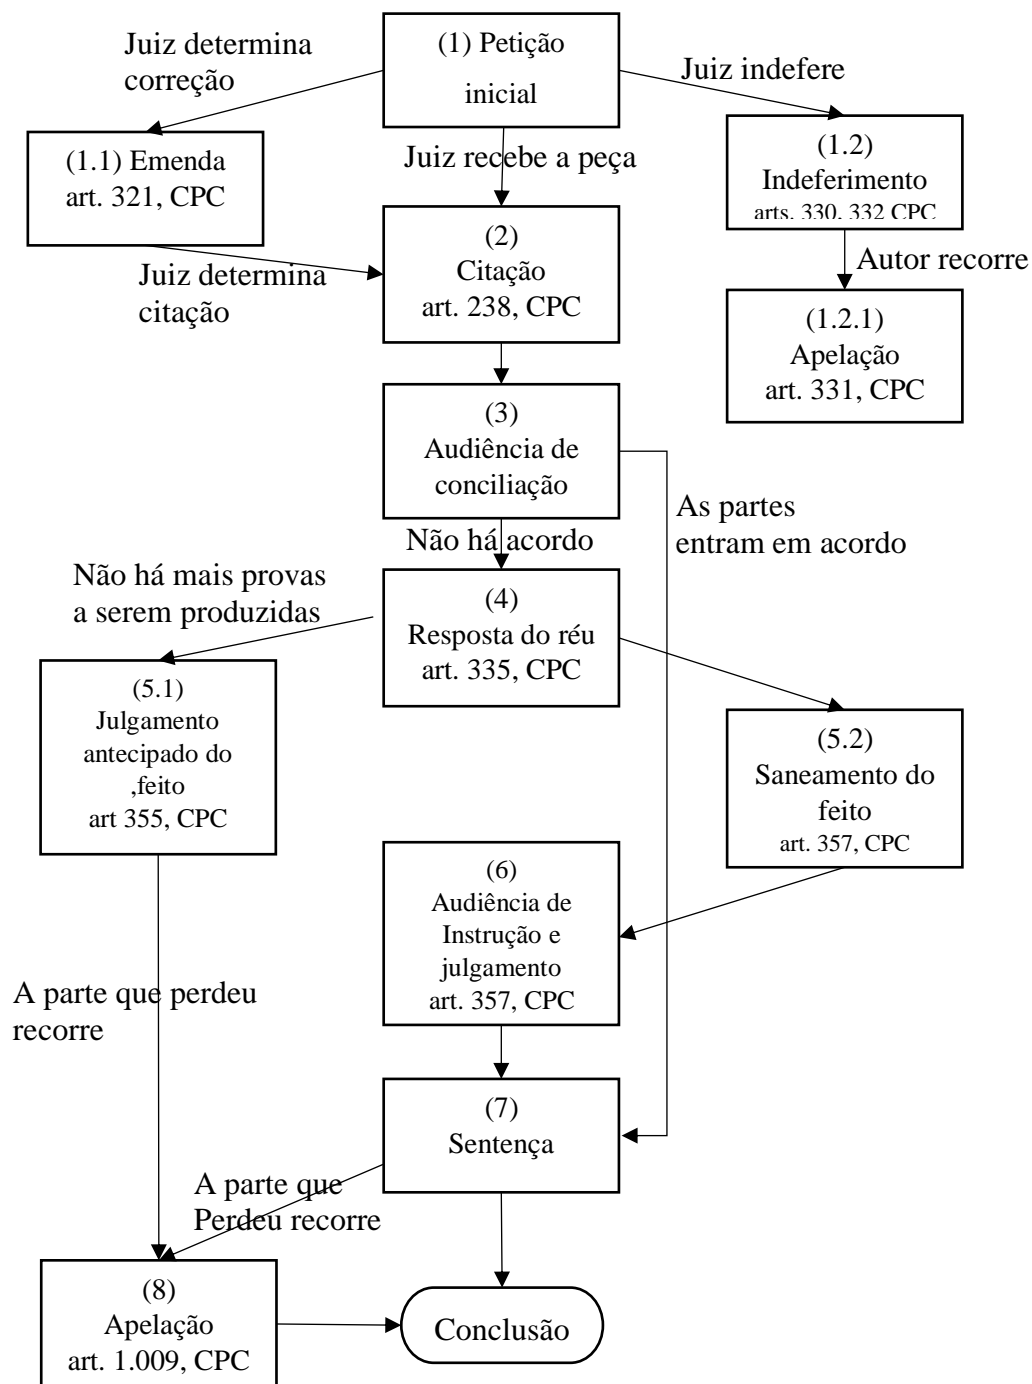 Juiz determina
correção
(1) Petição
inicial
Juiz indefere
(1.1) Emenda
art. 321, CPC
Juiz recebe a peça
(1.2)
Indeferimento
arts. 330, 332 CPC
Juiz determina
citação
(2)
Citação
art. 238, CPC
Autor recorre
(1.2.1)
Apelação
art. 331, CPC
(3)
Audiência de
conciliação
As partes
entram em acordo
Não há acordo
Não há mais provas
a serem produzidas
(4)
Resposta do réu
art. 335, CPC
(5.1)
Julgamento
antecipado do
,feito
art 355, CPC
(5.2)
Saneamento do
feito
art. 357, CPC
(6)
Audiência de
Instrução e
julgamento
art. 357, CPC
A parte que perdeu
recorre
(7)
Sentença
A parte que
Perdeu recorre
(8)
Apelação
art. 1.009, CPC
Conclusão